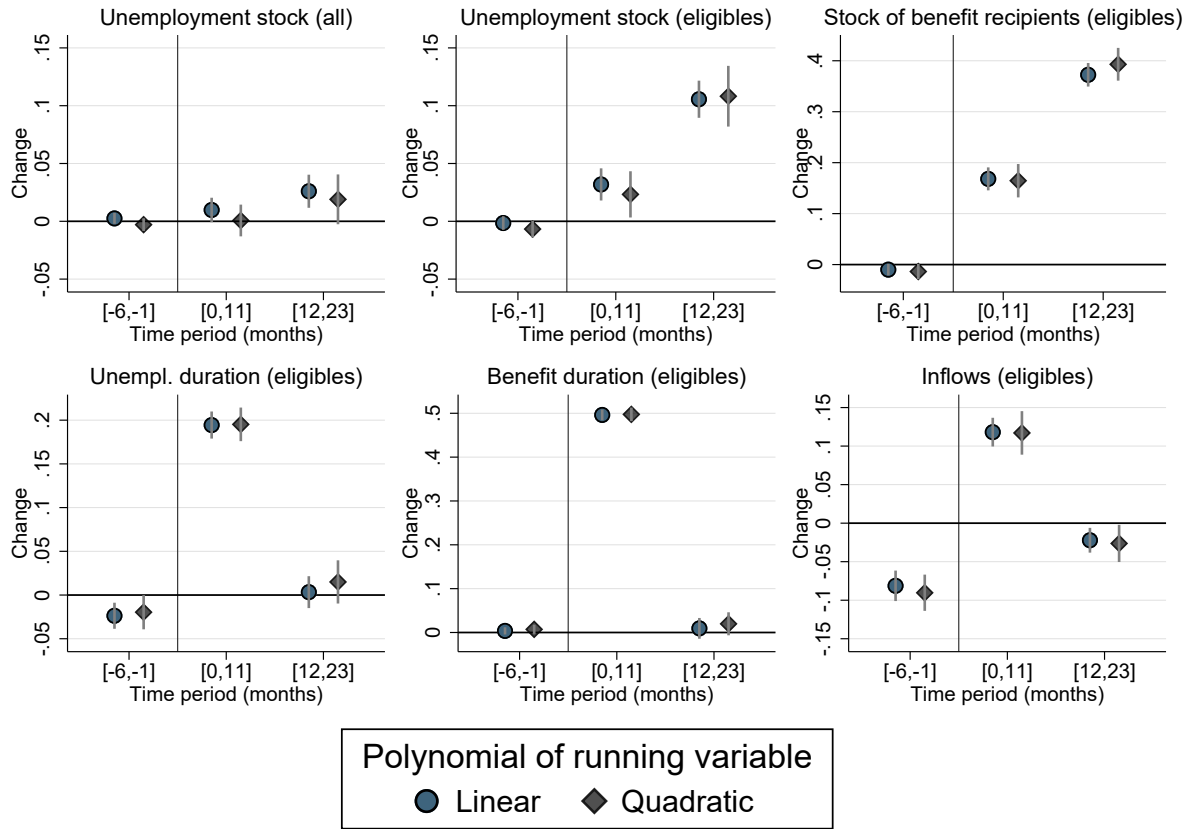 Unemployment stock (all)
Change
.15
.1
.05
0
-.05
[-6,-1] [0,11] [12,23]
Time period (months)
Unemployment stock (eligibles)
Change
.15
.1
.05
0
-.05
[-6,-1] [0,11] [12,23]
Time period (months)
Stock of benefit recipients (eligibles)
Change
.4
.3
.2
.1
0
[-6,-1] [0,11] [12,23]
Time period (months)
Unempl. duration (eligibles)
Change
.2
.15
.1
.05
0
-.05
[-6,-1] [0,11] [12,23]
Time period (months)
Benefit duration (eligibles)
Change
.5
.4
.3
.2
.1
0
[-6,-1] [0,11] [12,23]
Time period (months)
Inflows (eligibles)
Change
.15
.1
.05
0
-.05
-.1
-.15
[-6,-1] [0,11] [12,23]
Time period (months)
Polynomial of running variable
Linear Quadratic